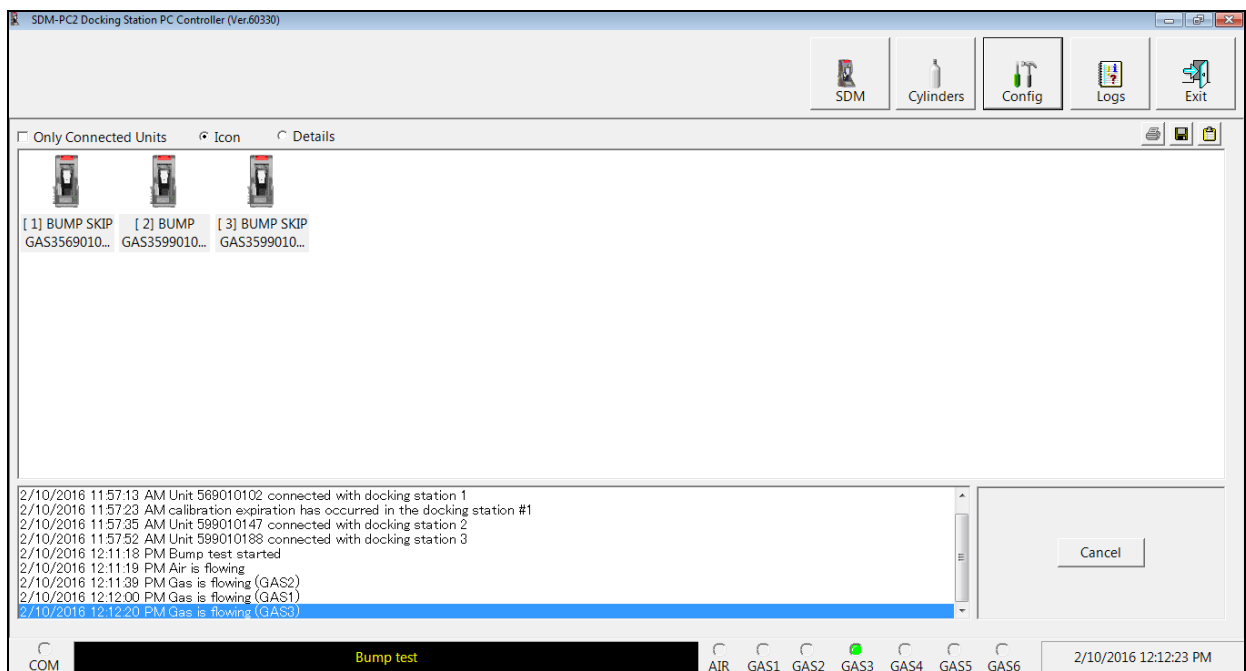 SDM-PC2 Docking Station PC Controller (Ver.60330)
SDM Cylinders Config Logs Exit
Only Connected Units Icon Details
[ 1] BUMP SKIP [ 2] BUMP [ 3] BUMP SKIP
GAS3569010... GAS3599010... GAS3599010...
2/10/2016 11:57:13 AM Unit 569010102 connected with docking station 1
2/10/2016 11:57:23 AM calibration expiration has occurred in the docking station #1
2/10/2016 11:57:35 AM Unit 599010147 connected with docking station 2
2/10/2016 11:57:52 AM Unit 599010188 connected with docking station 3
2/10/2016 12:11:18 PM Bump test started
2/10/2016 12:11:19 PM Air is flowing
2/10/2016 12:11:39 PM Gas is flowing (GAS2)
2/10/2016 12:12:00 PM Gas is flowing (GAS1)
2/10/2016 12:12:20 PM Gas is flowing (GAS3)
Cancel
COM Bump test AIR GAS1 GAS2 GAS3 GAS4 GAS5 GAS6 2/10/2016 12:12:23 PM